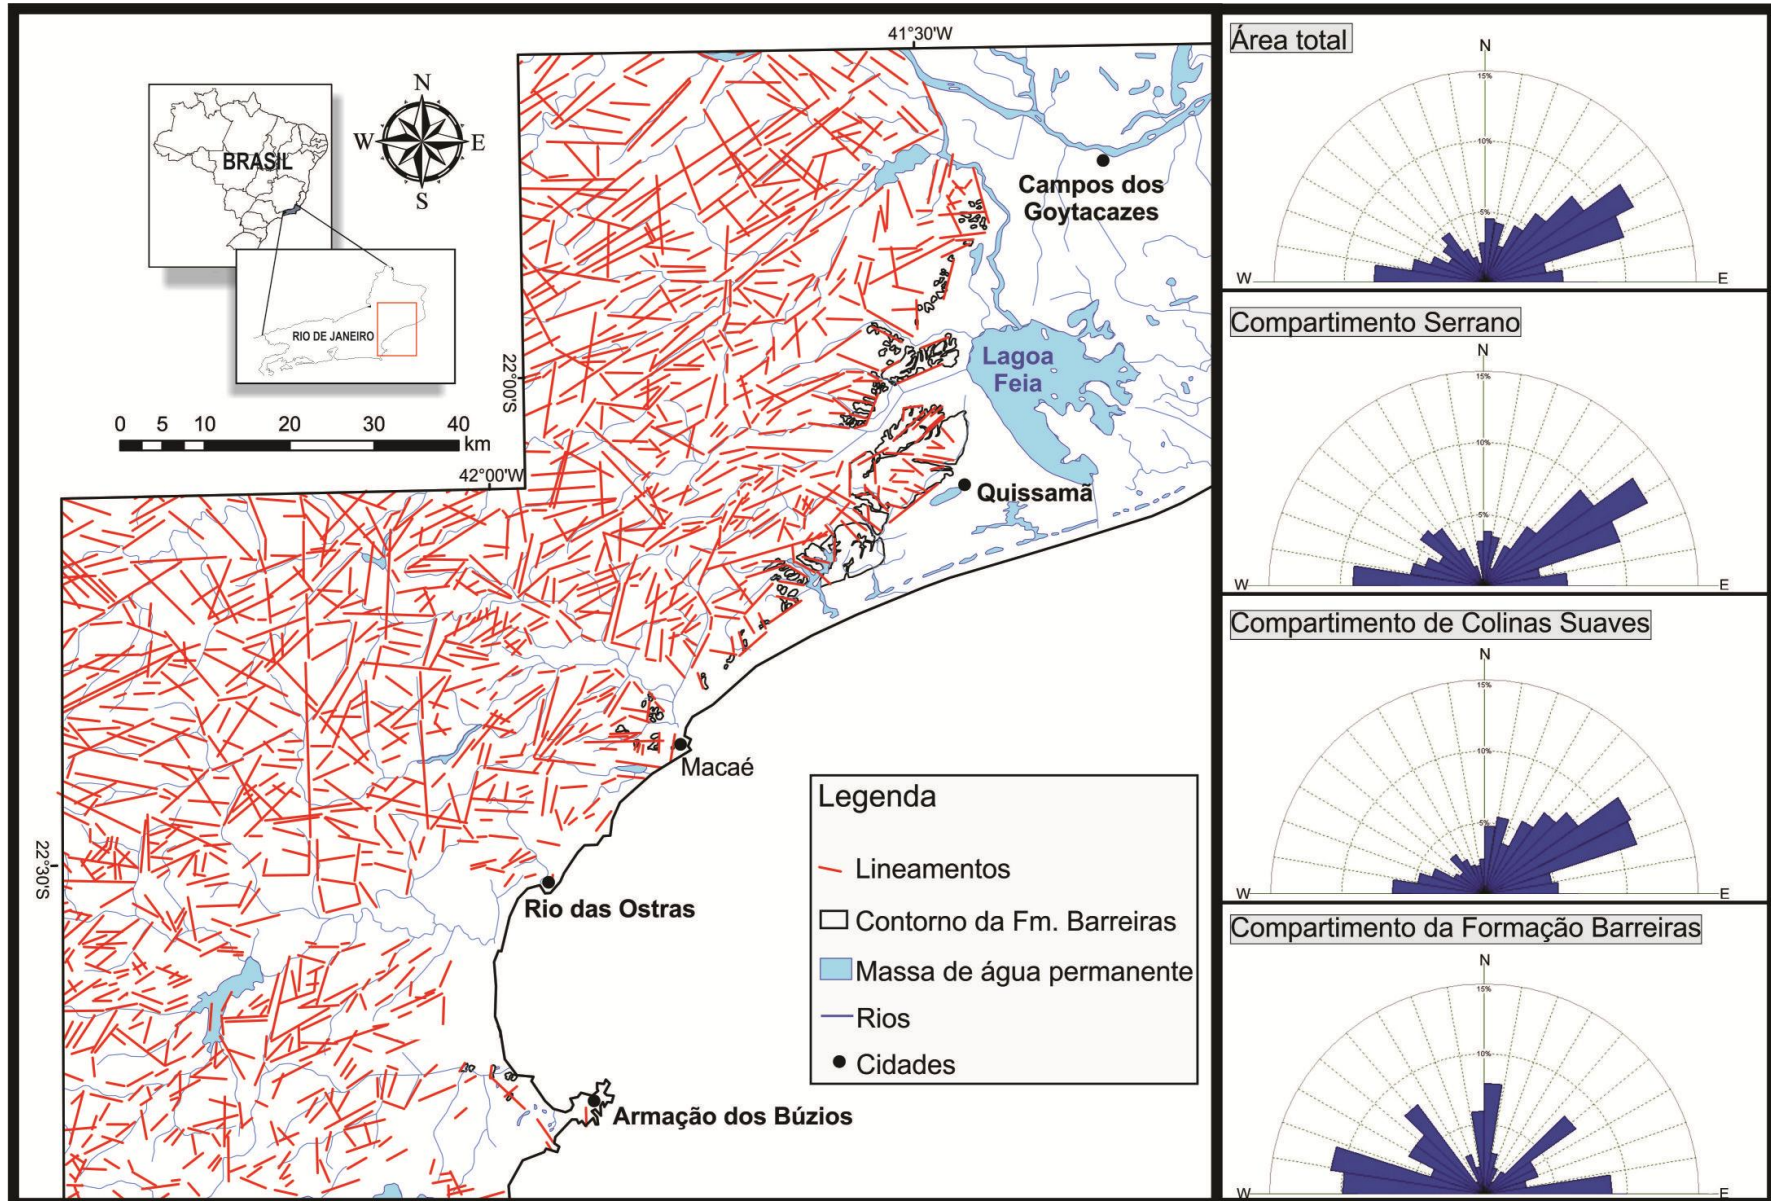 41°30'W
N
W
E
S
BRASIL
RIO DE JANEIRO
0 5 10 20 30 40
km
42°00'W
22°00'S
22°30'S
Campos dos
Goytacazes
Lagoa
Feia
Quissamã
Macaé
Rio das Ostras
Armação dos Búzios
Legenda
Lineamentos
Contorno da Fm. Barreiras
Massa de água permanente
Rios
Cidades
Área total
N
15%
10%
5%
W
E
Compartimento Serrano
N
15%
10%
5%
W
E
Compartimento de Colinas Suaves
N
15%
10%
5%
W
E
Compartimento da Formação Barreiras
N
15%
10%
W
E